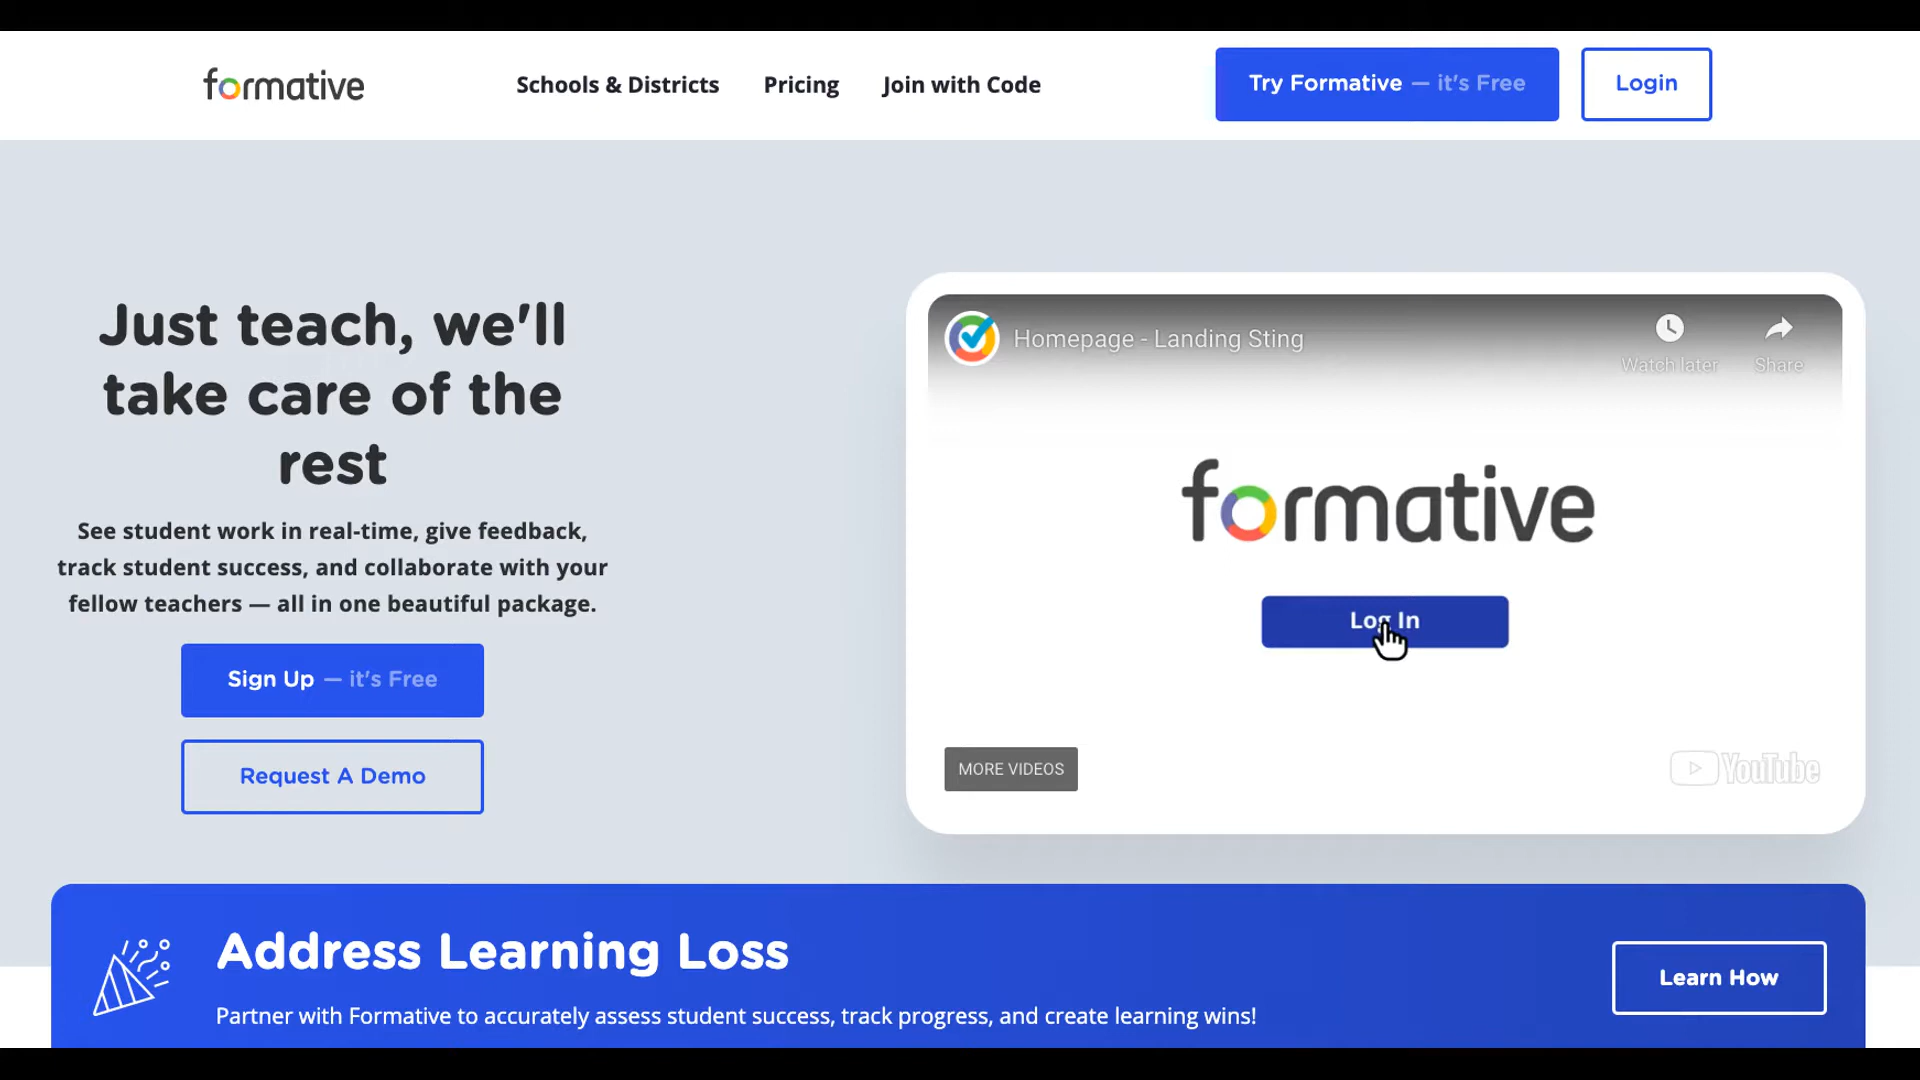 formative
Schools & Districts
Pricing
Join with Code
Try Formative — it's Free
Login
Just teach, we'll
take care of the
rest
See student work in real-time, give feedback,
track student success, and collaborate with your
fellow teachers — all in one beautiful package.
Sign Up — it's Free
Request A Demo
Homepage - Landing Sting
Watch later
Share
formative
Log In
MORE VIDEOS
YouTube
Address Learning Loss
Partner with Formative to accurately assess student success, track progress, and create learning wins!
Learn How